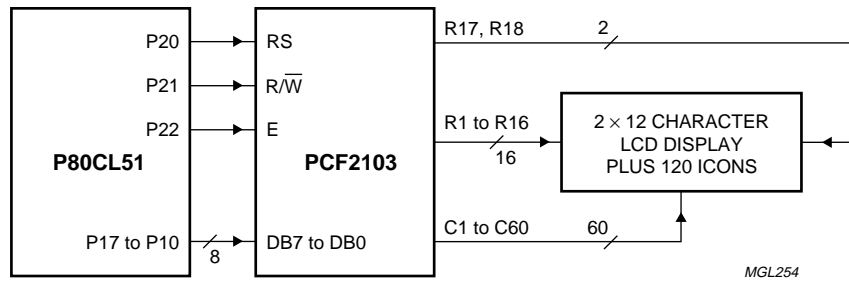 P80CL51
P20
P21
P22
P17 to P10
8
PCF2103
RS
R/W̅
E
DB7 to DB0
R17, R18
2
R1 to R16
16
C1 to C60
60
2 × 12 CHARACTER
LCD DISPLAY
PLUS 120 ICONS
MGL254